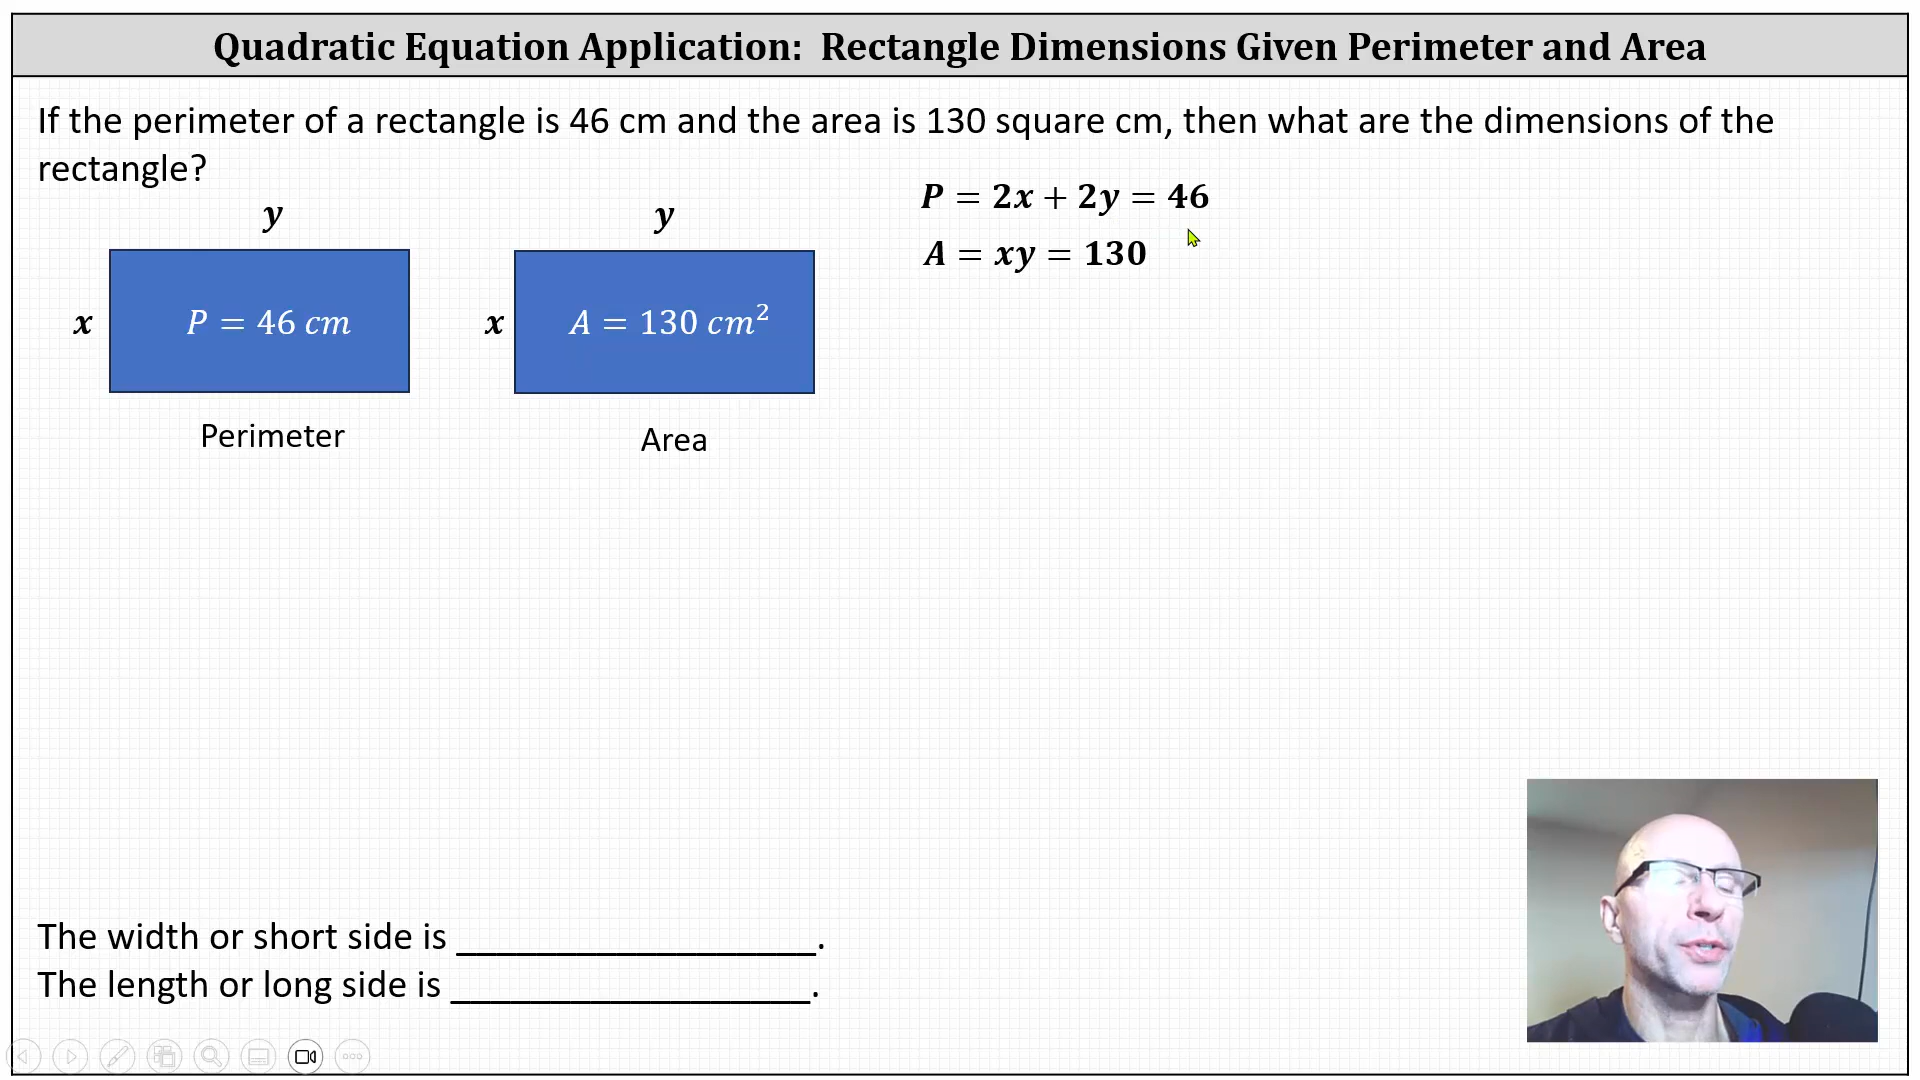 Quadratic Equation Application:  Rectangle Dimensions Given Perimeter and Area
If the perimeter of a rectangle is 46 cm and the area is 130 square cm, then what are the dimensions of the
rectangle?
P = 2x + 2y = 46
A = xy = 130
y
x
P = 46 cm
Perimeter
y
x
A = 130 cm²
Area
The width or short side is ____________________.
The length or long side is ____________________.